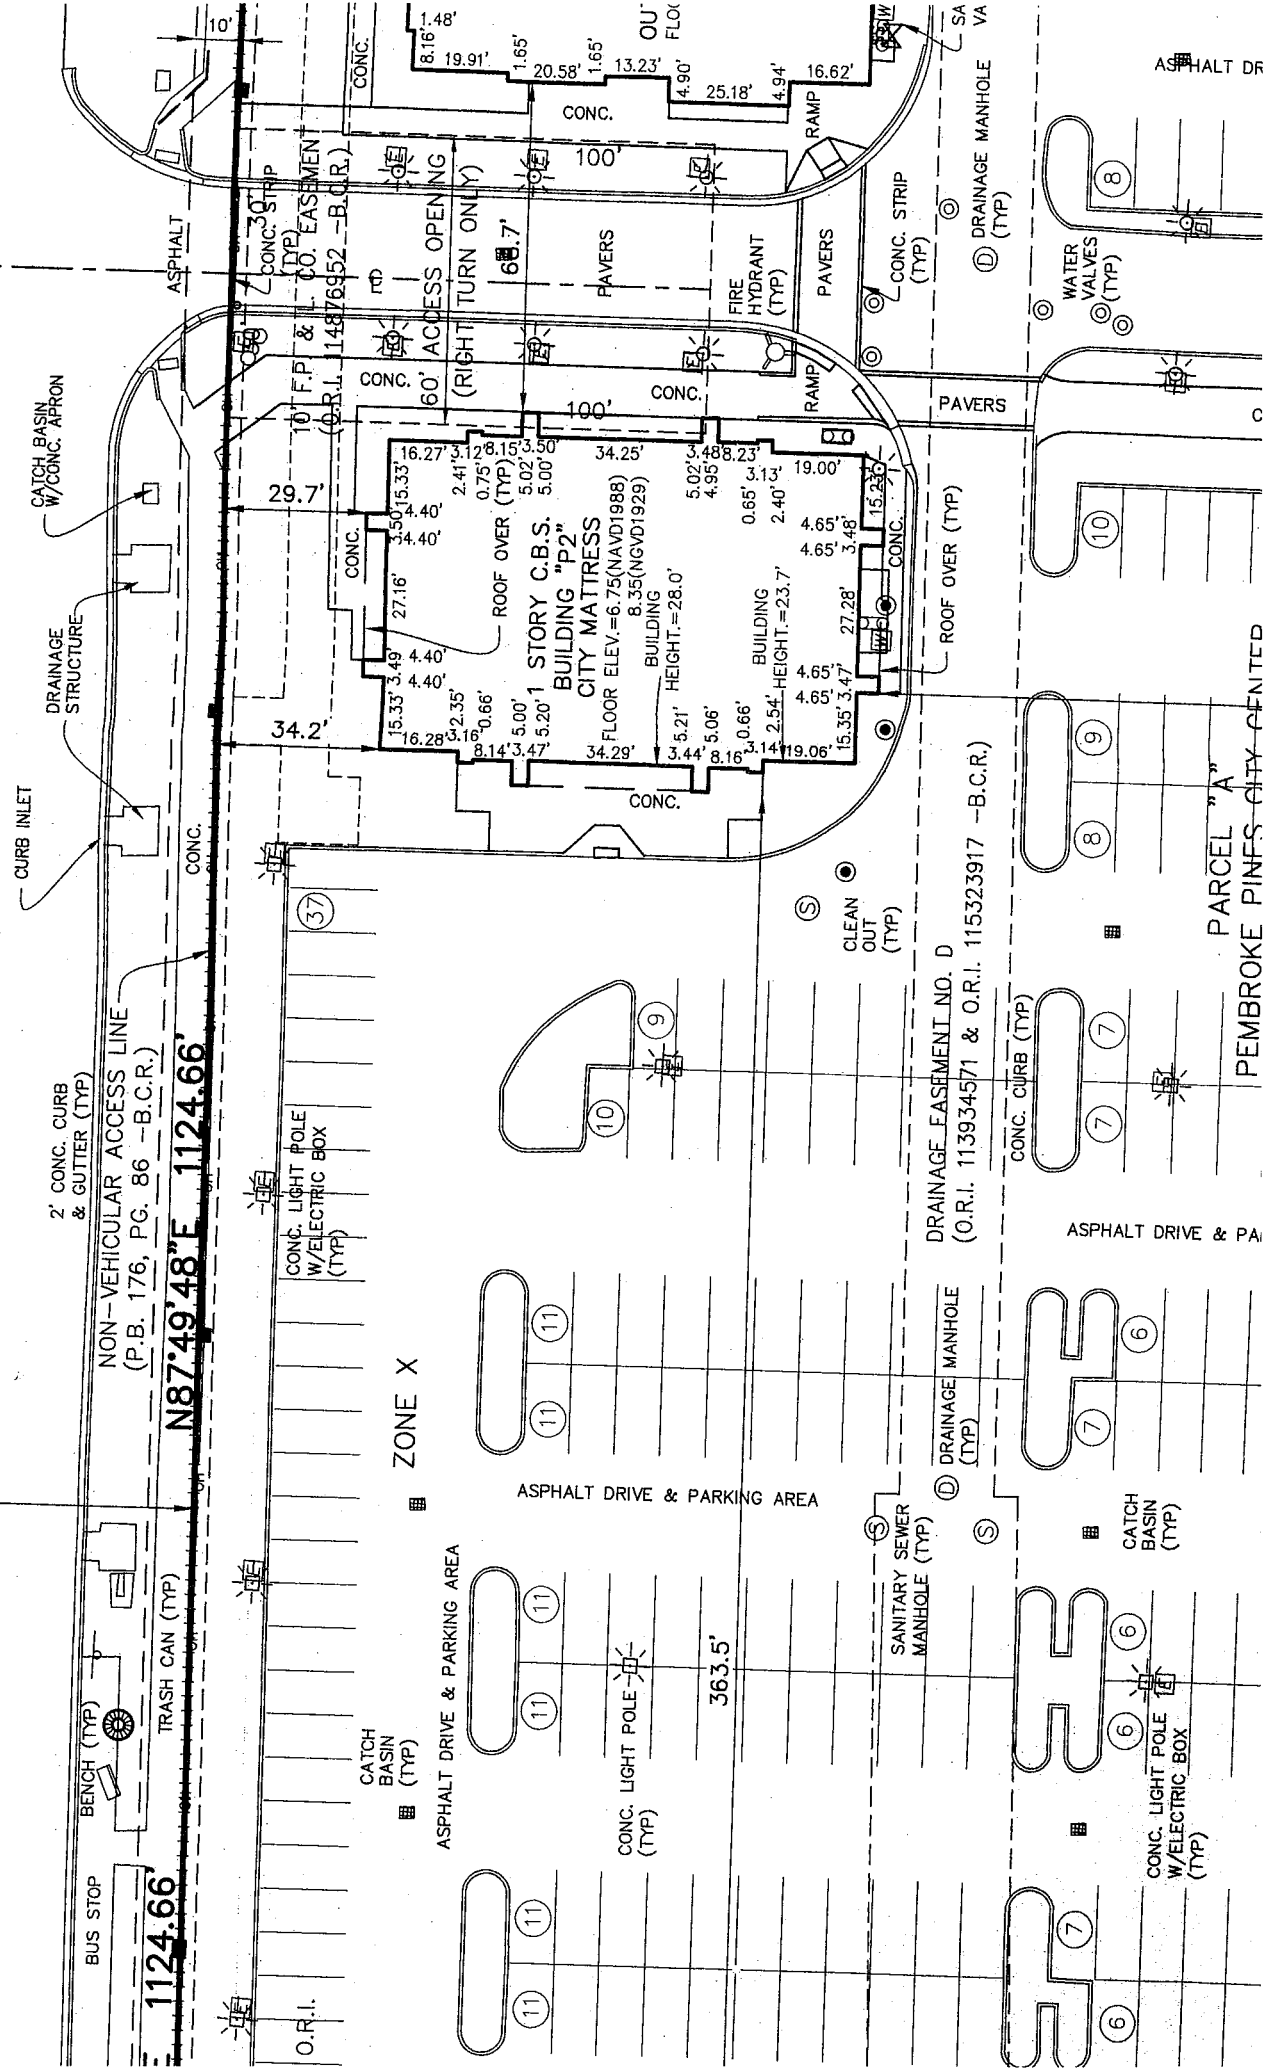 10'
1.48'
8.16'
19.91'
1.65'
20.58'
1.65'
13.23'
4.90'
25.18'
4.94'
16.62'
CONC.
CONC.
RAMP
100'
ASPHALT
CONC. STRIP
(TYP)
30'
10' F.P. & L. CO. EASEMENT
(O.R.I. 114876952 -B.C.R.)
60' ACCESS OPENING
(RIGHT TURN ONLY)
PAVERS
FIRE
HYDRANT
(TYP)
PAVERS
CONC. STRIP
(TYP)
D DRAINAGE MANHOLE
(TYP)
WATER
VALVES
(TYP)
8
CONC.
CONC.
100'
RAMP
PAVERS
CATCH BASIN
W/CONC. APRON
29.7'
16.27'
3.12'
8.15'
3.50'
34.25'
3.48'
8.23'
3.13'
19.00'
15.33'
2.41'
0.75'
5.02'
5.00'
5.02'
4.95'
0.65'
2.40'
4.40'
3.50'
4.40'
27.16'
3.49'
4.40'
4.40'
15.33'
4.65'
3.48'
4.65'
27.28'
4.65'
3.47'
4.65'
15.35'
CONC.
CONC.
ROOF OVER (TYP)
1 STORY C.B.S.
BUILDING "P2"
CITY MATTRESS
FLOOR ELEV.=6.75(NAVD1988)
8.35(NGVD1929)
BUILDING
HEIGHT.=28.0'
BUILDING
HEIGHT.=23.7'
ROOF OVER (TYP)
10
DRAINAGE
STRUCTURE
34.2'
16.28'
2.35'
3.16'
0.66'
8.14'
5.00'
5.20'
3.47'
34.29'
5.21'
3.44'
5.06'
8.16'
0.66'
2.54'
3.14'
19.06'
CONC.
CURB INLET
CONC.
37
S
CLEAN
OUT
(TYP)
9
8
PARCEL "A"
PEMBROKE PINES CITY CENTER
DRAINAGE EASEMENT NO. D
(O.R.I. 113934571 & O.R.I. 115323917 -B.C.R.)
CONC. CURB (TYP)
2' CONC. CURB
& GUTTER (TYP)
NON-VEHICULAR ACCESS LINE
(P.B. 176, PG. 86 -B.C.R.)
N87°49'48"E 1124.66'
CONC. LIGHT POLE
W/ELECTRIC BOX
(TYP)
9
10
7
7
ZONE X
11
11
D DRAINAGE MANHOLE
(TYP)
6
7
ASPHALT DRIVE & PARKING AREA
S
SANITARY SEWER
MANHOLE (TYP)
S
CATCH
BASIN
(TYP)
TRASH CAN (TYP)
BENCH (TYP)
BUS STOP
CATCH
BASIN
(TYP)
ASPHALT DRIVE & PARKING AREA
11
11
CONC. LIGHT POLE
(TYP)
363.5'
6
6
CONC. LIGHT POLE
W/ELECTRIC BOX
(TYP)
1124.66'
O.R.I.
11
11
7
6